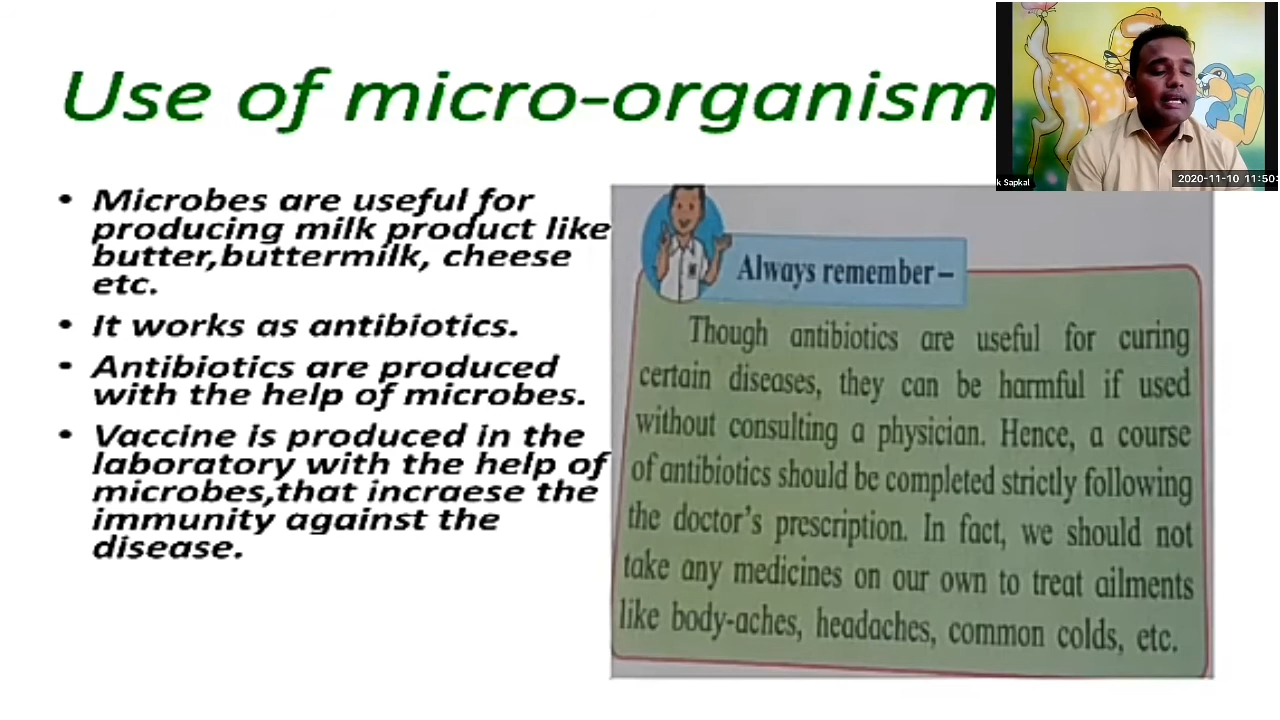 Use of micro-organism
• Microbes are useful for
producing milk product like
butter,buttermilk, cheese
etc.
• It works as antibiotics.
• Antibiotics are produced
with the help of microbes.
• Vaccine is produced in the
laboratory with the help of
microbes,that incraese the
immunity against the
disease.
Always remember–
Though antibiotics are useful for curing
certain diseases, they can be harmful if used
without consulting a physician. Hence, a course
of antibiotics should be completed strictly following
the doctor's prescription. In fact, we should not
take any medicines on our own to treat ailments
like body-aches, headaches, common colds, etc.
k Sapkal
2020-11-10 11:50: